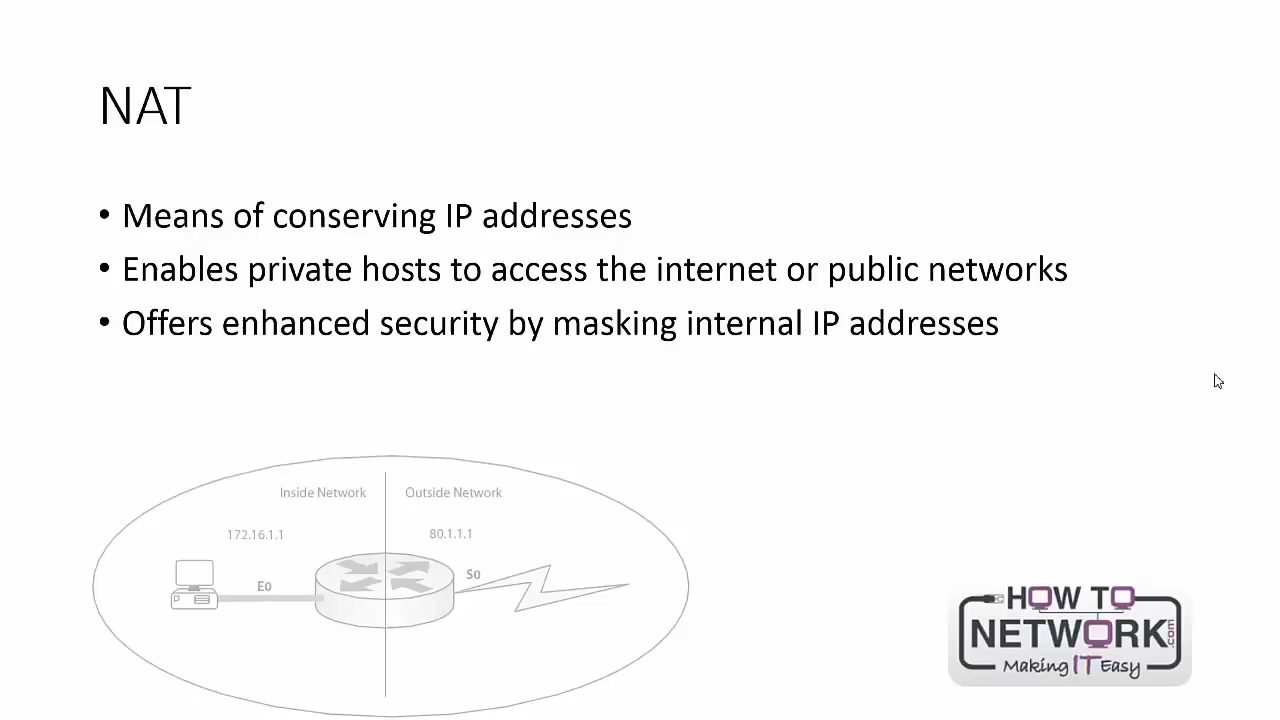 NAT
• Means of conserving IP addresses
• Enables private hosts to access the internet or public networks
• Offers enhanced security by masking internal IP addresses
Inside Network
Outside Network
172.16.1.1
80.1.1.1
E0
S0
HOW TO
NETWORK.com
Making IT Easy